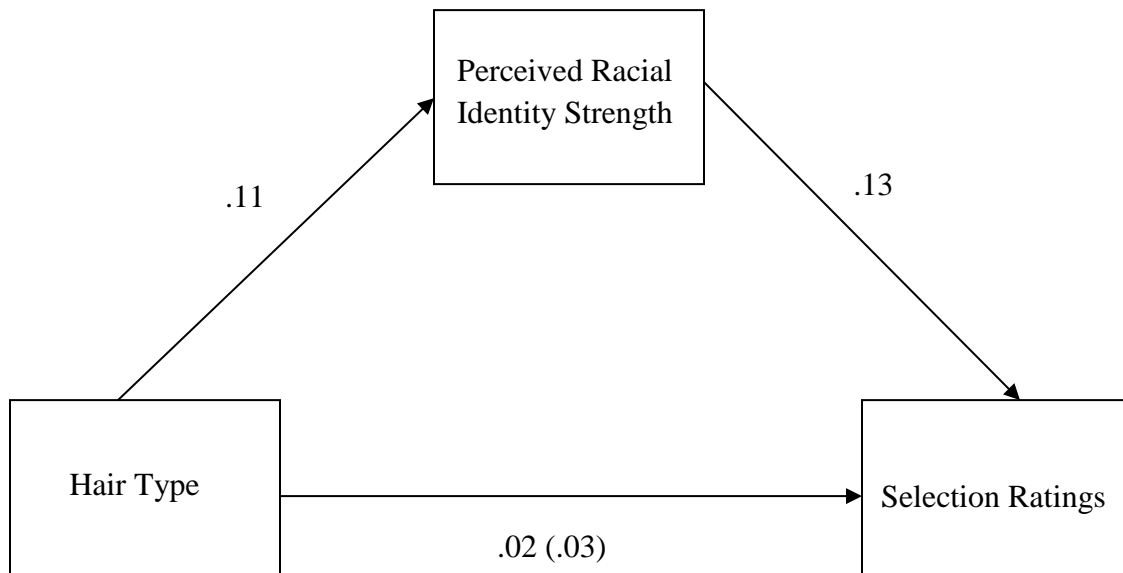 Perceived Racial
Identity Strength
.11
.13
Hair Type
Selection Ratings
.02 (.03)